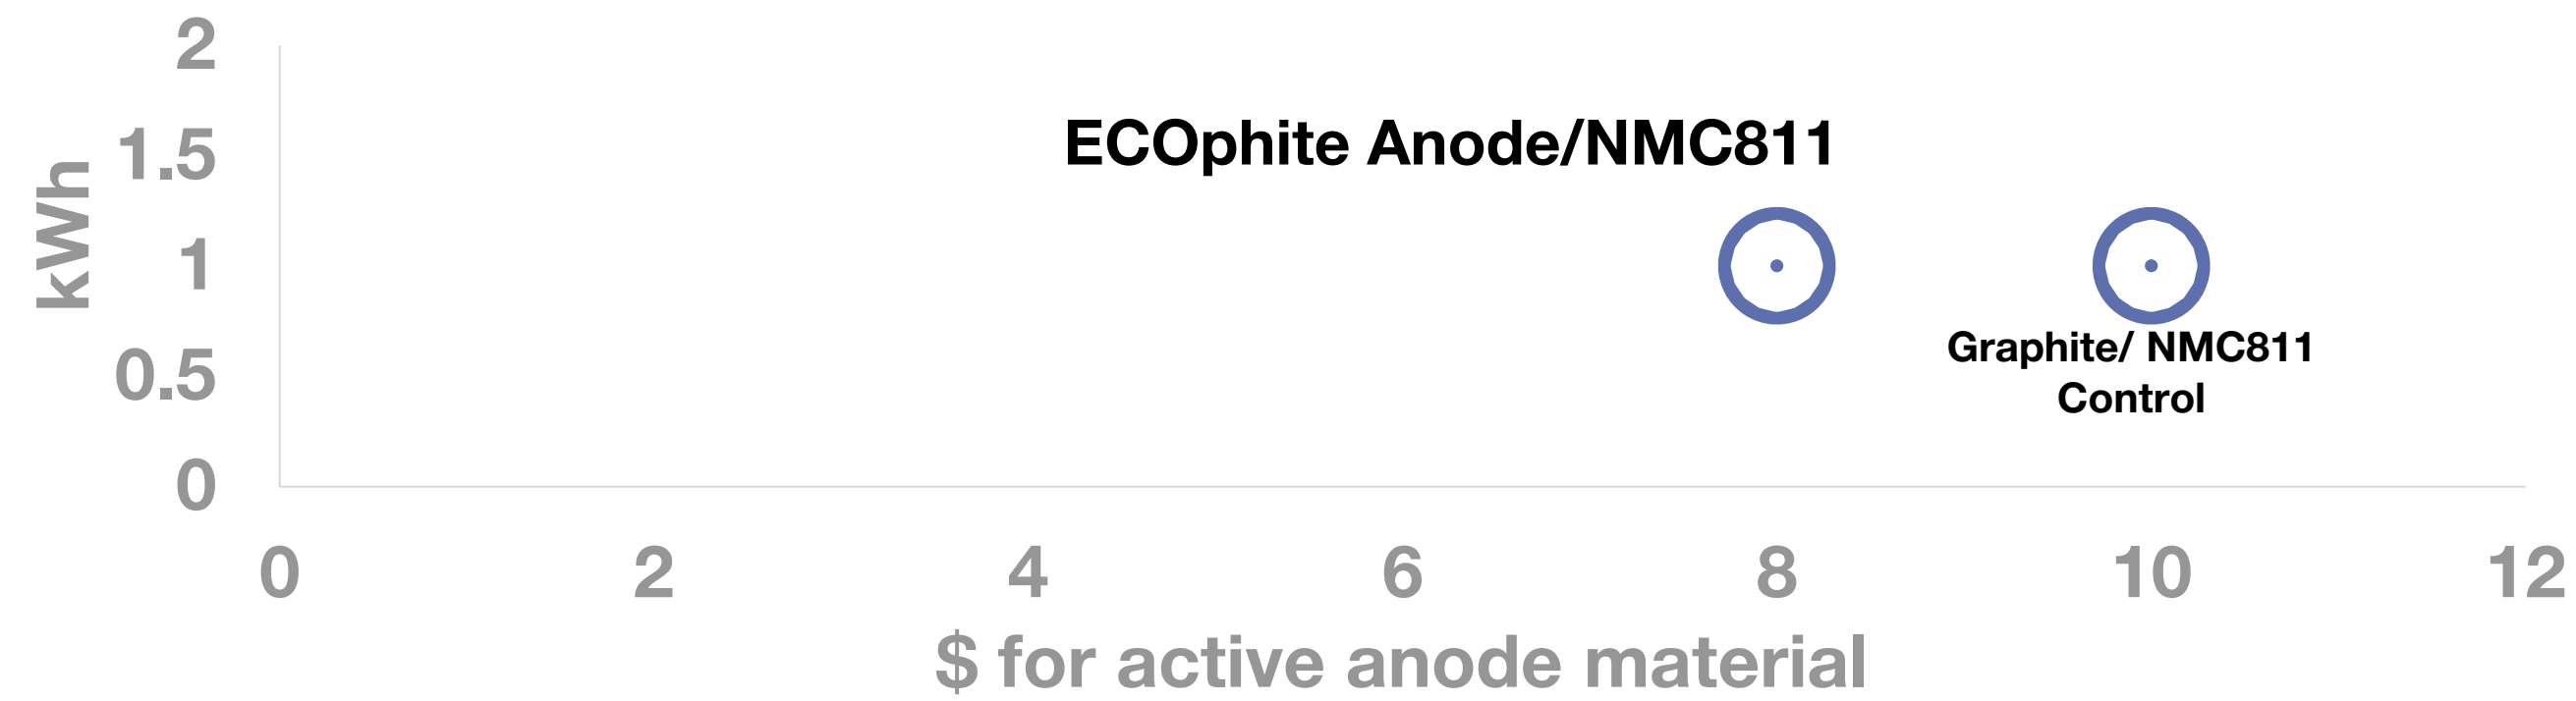 2
1.5
1
0.5
0
kWh
ECOphite Anode/NMC811
Graphite/ NMC811
Control
0 2 4 6 8 10 12
$ for active anode material